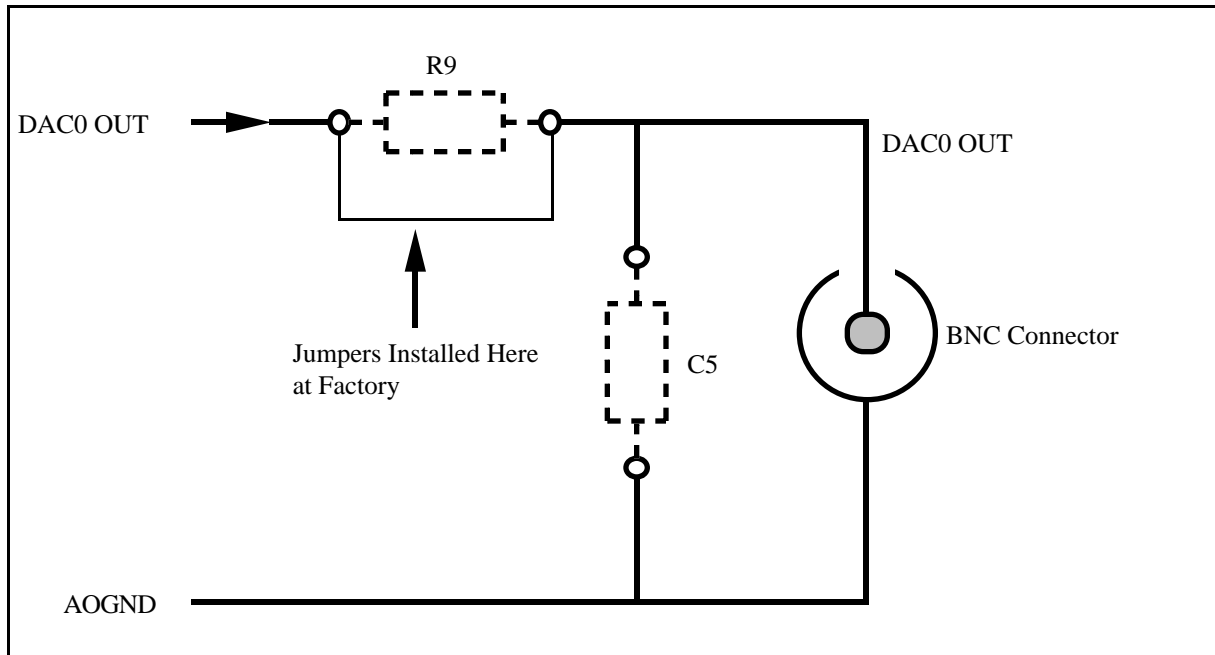 R9
DAC0 OUT
DAC0 OUT
BNC Connector
Jumpers Installed Here
at Factory
C5
AOGND